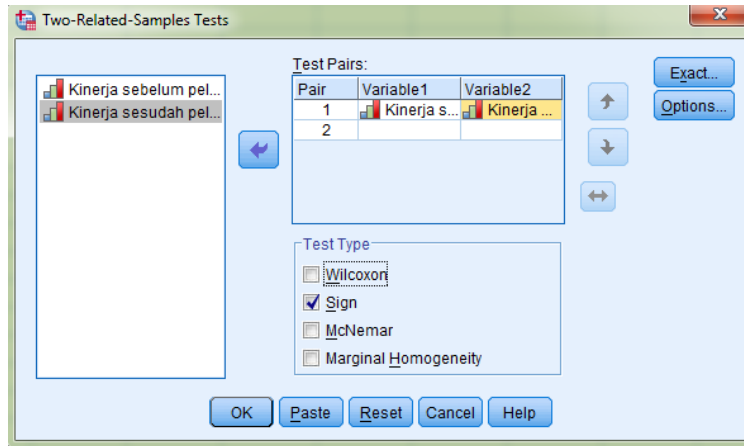 Two-Related-Samples Tests
Kinerja sebelum pel...
Kinerja sesudah pel...
Test Pairs:
Pair Variable1 Variable2
1 Kinerja s... Kinerja ...
2
Exact...
Options...
Test Type
Wilcoxon
Sign
McNemar
Marginal Homogeneity
OK Paste Reset Cancel Help